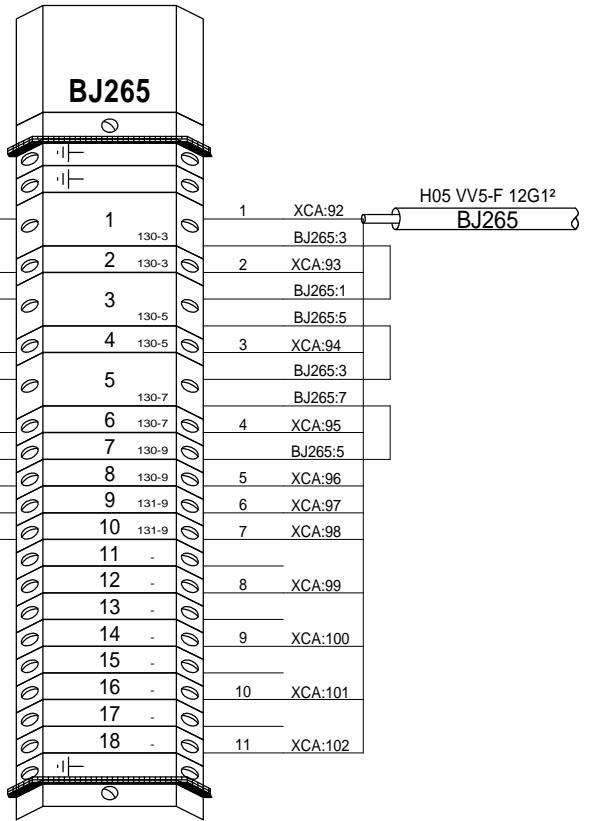 BJ265
H05 VV5-F 12G1²
BJ265
1 XCA:92
1 130-3 BJ265:3
2 130-3 2 XCA:93
BJ265:1
3 130-5 BJ265:5
4 130-5 3 XCA:94
BJ265:3
5 130-7 BJ265:7
6 130-7 4 XCA:95
7 130-9 BJ265:5
8 130-9 5 XCA:96
9 131-9 6 XCA:97
10 131-9 7 XCA:98
11 -
12 - 8 XCA:99
13 -
14 - 9 XCA:100
15 -
16 - 10 XCA:101
17 -
18 - 11 XCA:102